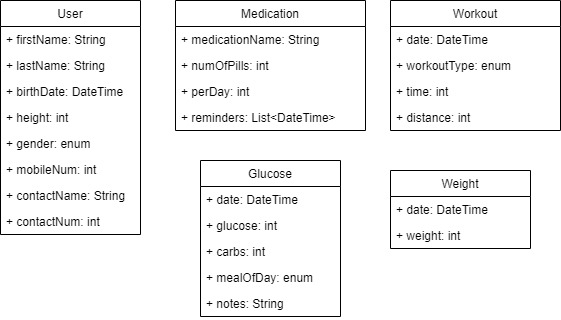 User
+ firstName: String
+ lastName: String
+ birthDate: DateTime
+ height: int
+ gender: enum
+ mobileNum: int
+ contactName: String
+ contactNum: int
Medication
+ medicationName: String
+ numOfPills: int
+ perDay: int
+ reminders: List<DateTime>
Workout
+ date: DateTime
+ workoutType: enum
+ time: int
+ distance: int
Glucose
+ date: DateTime
+ glucose: int
+ carbs: int
+ mealOfDay: enum
+ notes: String
Weight
+ date: DateTime
+ weight: int